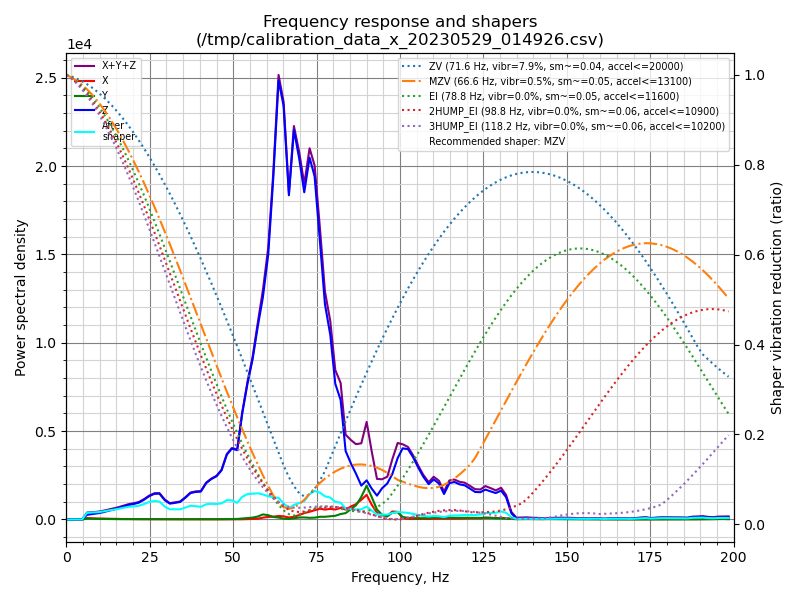 Frequency response and shapers
(/tmp/calibration_data_x_20230529_014926.csv)
1e4
X+Y+Z
X
Y
Z
After
shaper
ZV (71.6 Hz, vibr=7.9%, sm~=0.04, accel<=20000)
MZV (66.6 Hz, vibr=0.5%, sm~=0.05, accel<=13100)
EI (78.8 Hz, vibr=0.0%, sm~=0.05, accel<=11600)
2HUMP_EI (98.8 Hz, vibr=0.0%, sm~=0.06, accel<=10900)
3HUMP_EI (118.2 Hz, vibr=0.0%, sm~=0.06, accel<=10200)
Recommended shaper: MZV
2.5
2.0
1.5
1.0
0.5
0.0
Power spectral density
1.0
0.8
0.6
0.4
0.2
0.0
Shaper vibration reduction (ratio)
0 25 50 75 100 125 150 175 200
Frequency, Hz